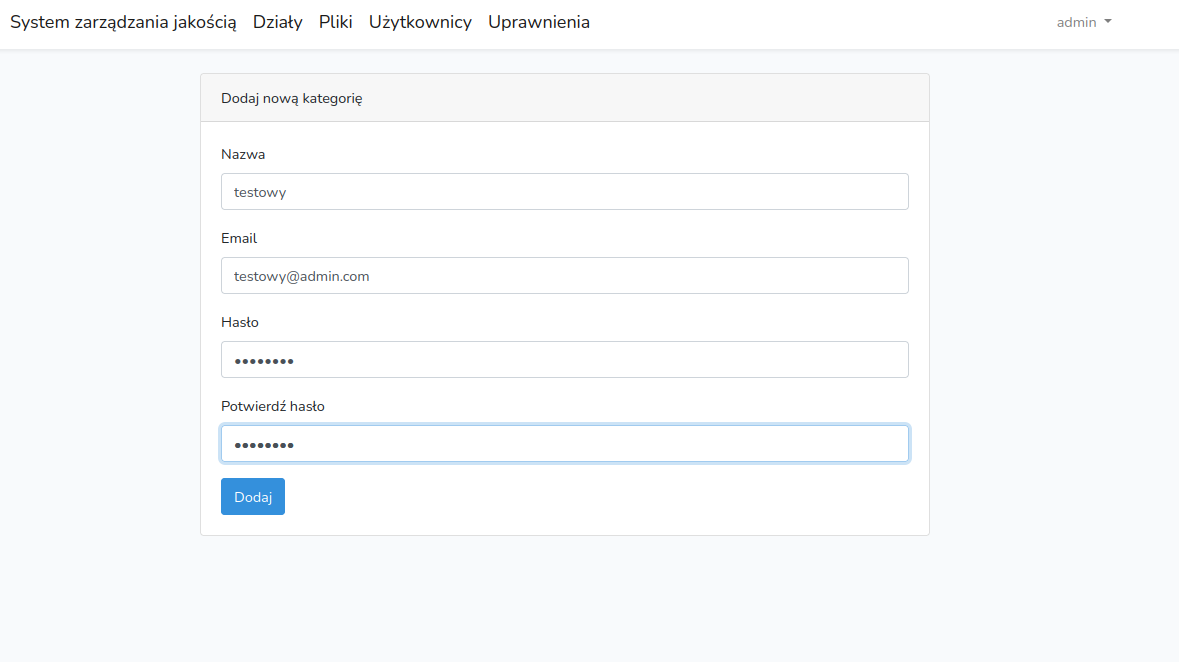 System zarządzania jakością Działy Pliki Użytkownicy Uprawnienia admin
Dodaj nową kategorię
Nazwa
testowy
Email
testowy@admin.com
Hasło
••••••••
Potwierdź hasło
••••••••
Dodaj